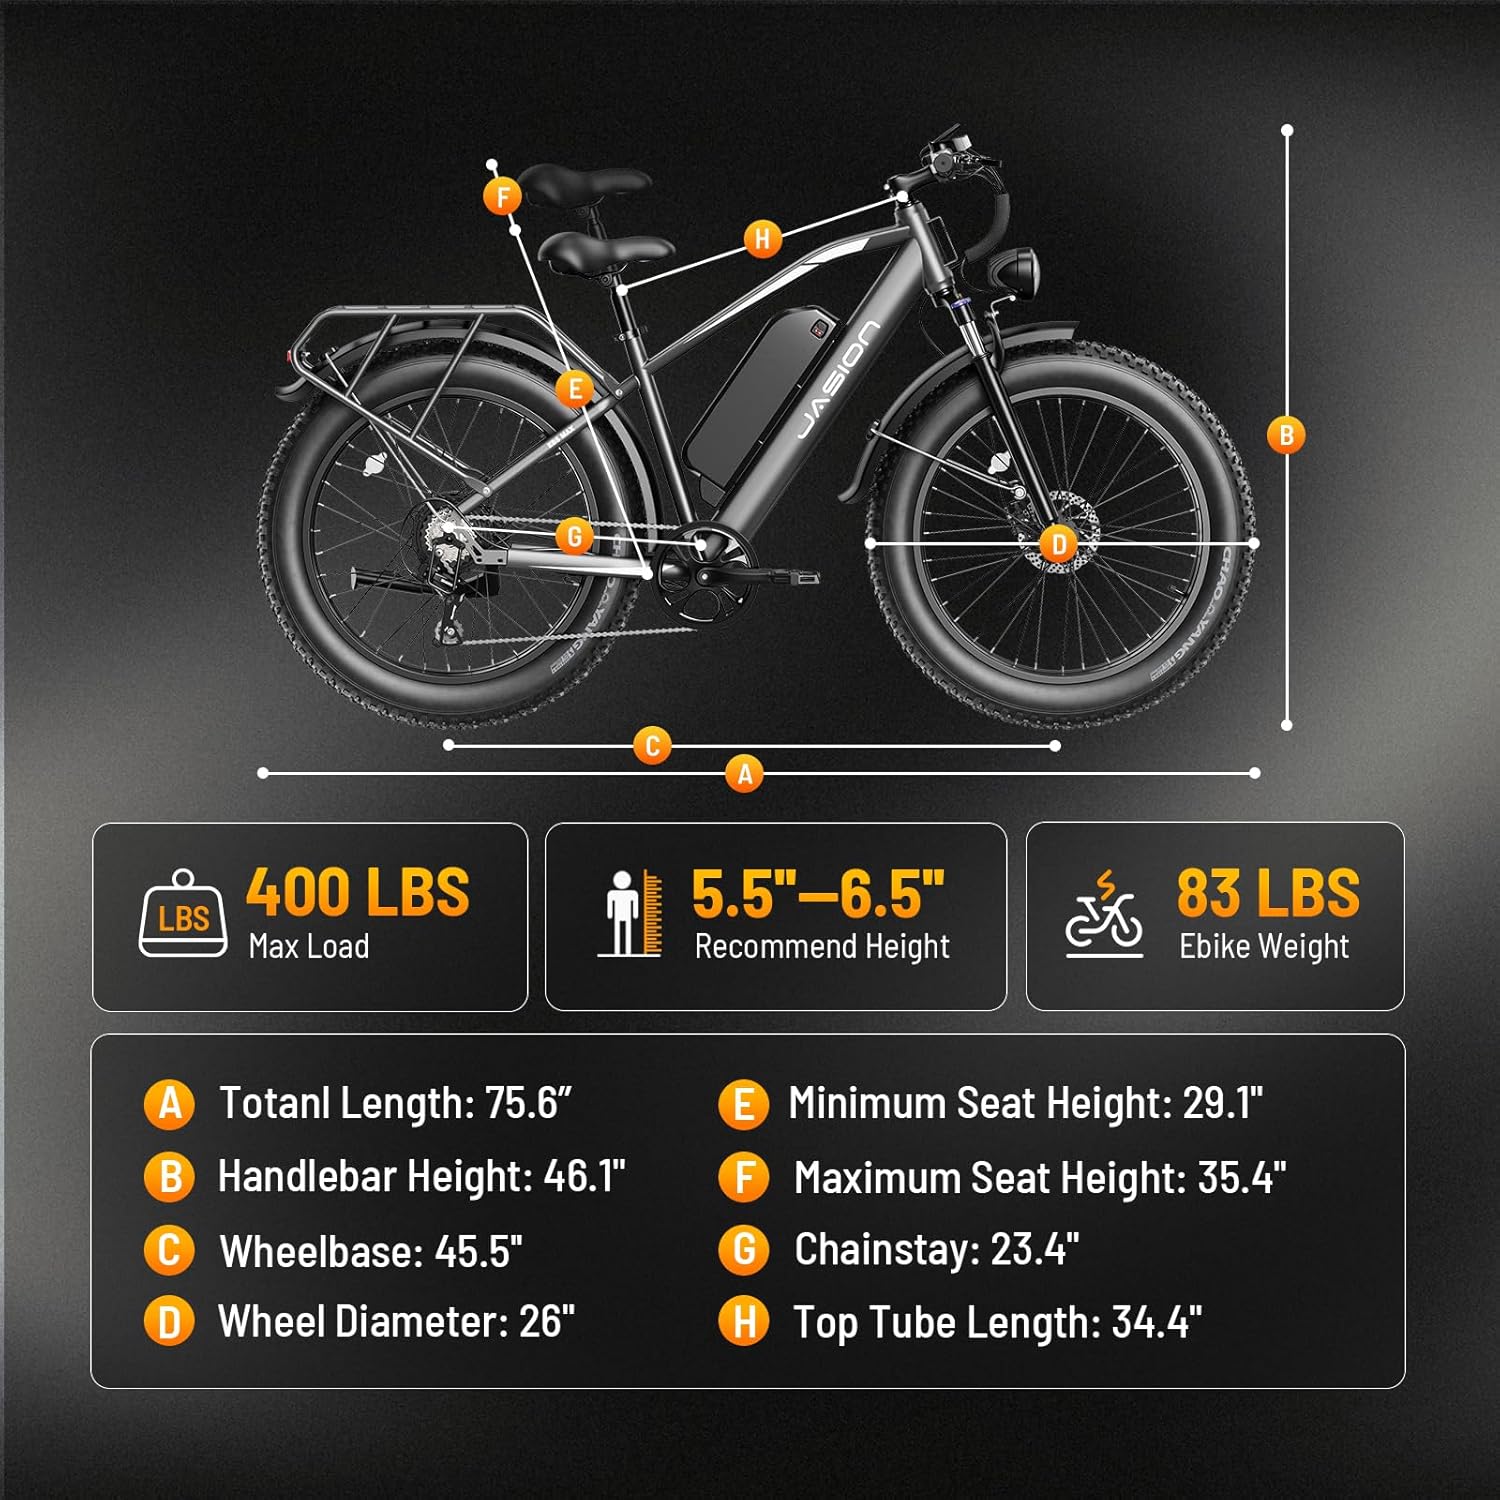 F
H
JASION
E
B
G
D
CHAO YANG
C
A
LBS
400 LBS
Max Load
5.5"—6.5"
Recommend Height
83 LBS
Ebike Weight
A Totanl Length: 75.6”
B Handlebar Height: 46.1"
C Wheelbase: 45.5"
D Wheel Diameter: 26"
E Minimum Seat Height: 29.1"
F Maximum Seat Height: 35.4"
G Chainstay: 23.4"
H Top Tube Length: 34.4"